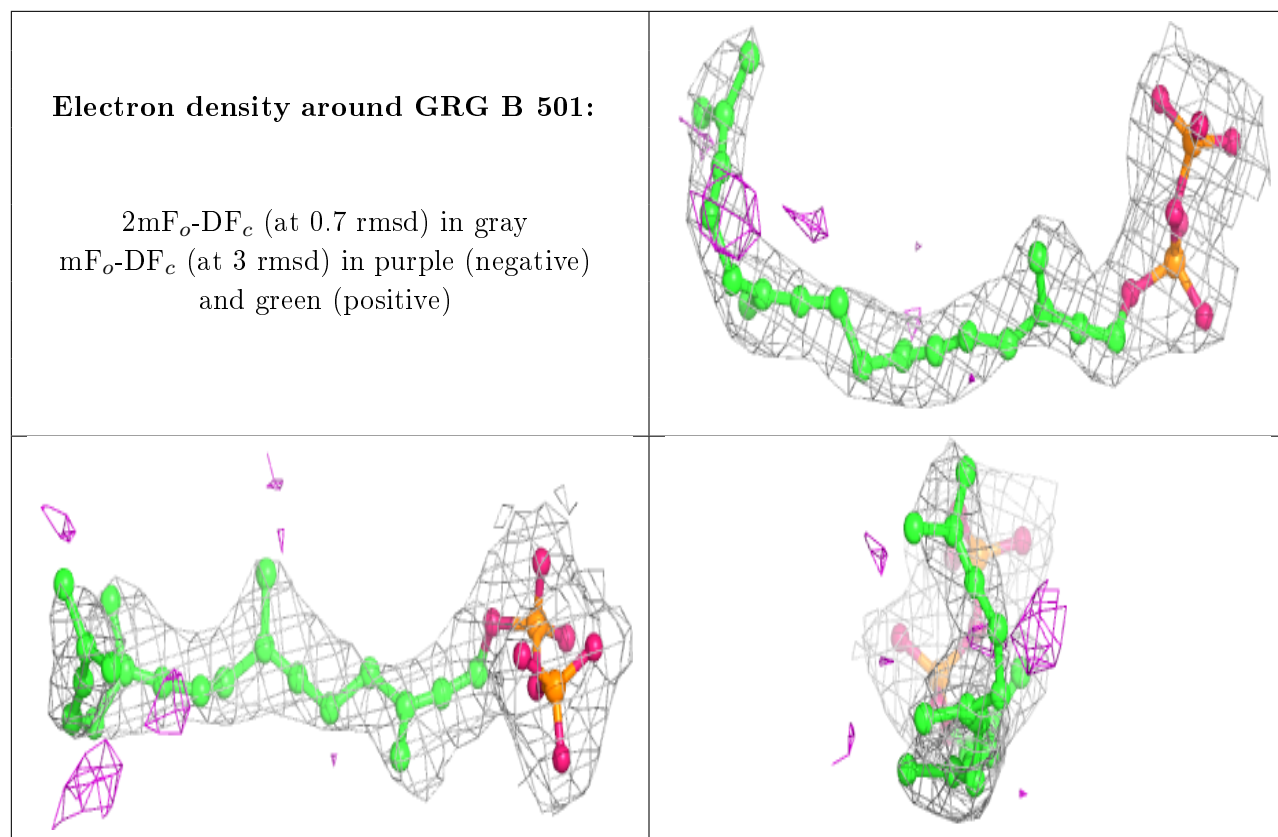 Electron density around GRG B 501:
2mFₒ-DF𝒸 (at 0.7 rmsd) in gray
mFₒ-DF𝒸 (at 3 rmsd) in purple (negative)
and green (positive)